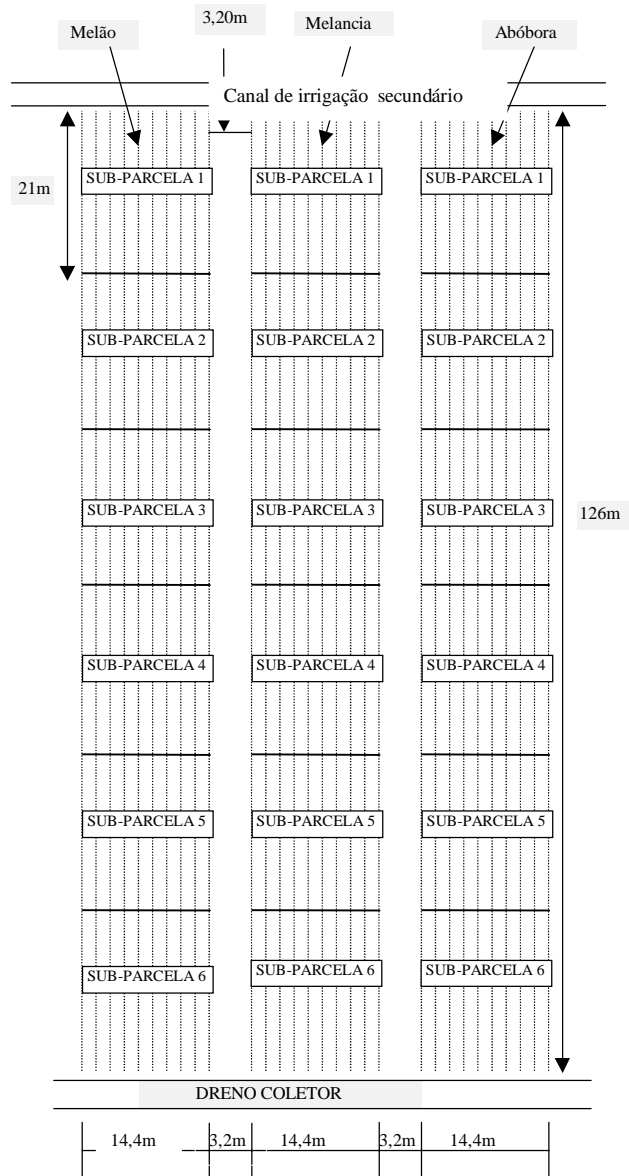 3,20m
Melão
Melancia
Abóbora
Canal de irrigação secundário
21m
SUB-PARCELA 1
SUB-PARCELA 1
SUB-PARCELA 1
SUB-PARCELA 2
SUB-PARCELA 2
SUB-PARCELA 2
SUB-PARCELA 3
SUB-PARCELA 3
SUB-PARCELA 3
126m
SUB-PARCELA 4
SUB-PARCELA 4
SUB-PARCELA 4
SUB-PARCELA 5
SUB-PARCELA 5
SUB-PARCELA 5
SUB-PARCELA 6
SUB-PARCELA 6
SUB-PARCELA 6
DRENO COLETOR
14,4m
3,2m
14,4m
3,2m
14,4m